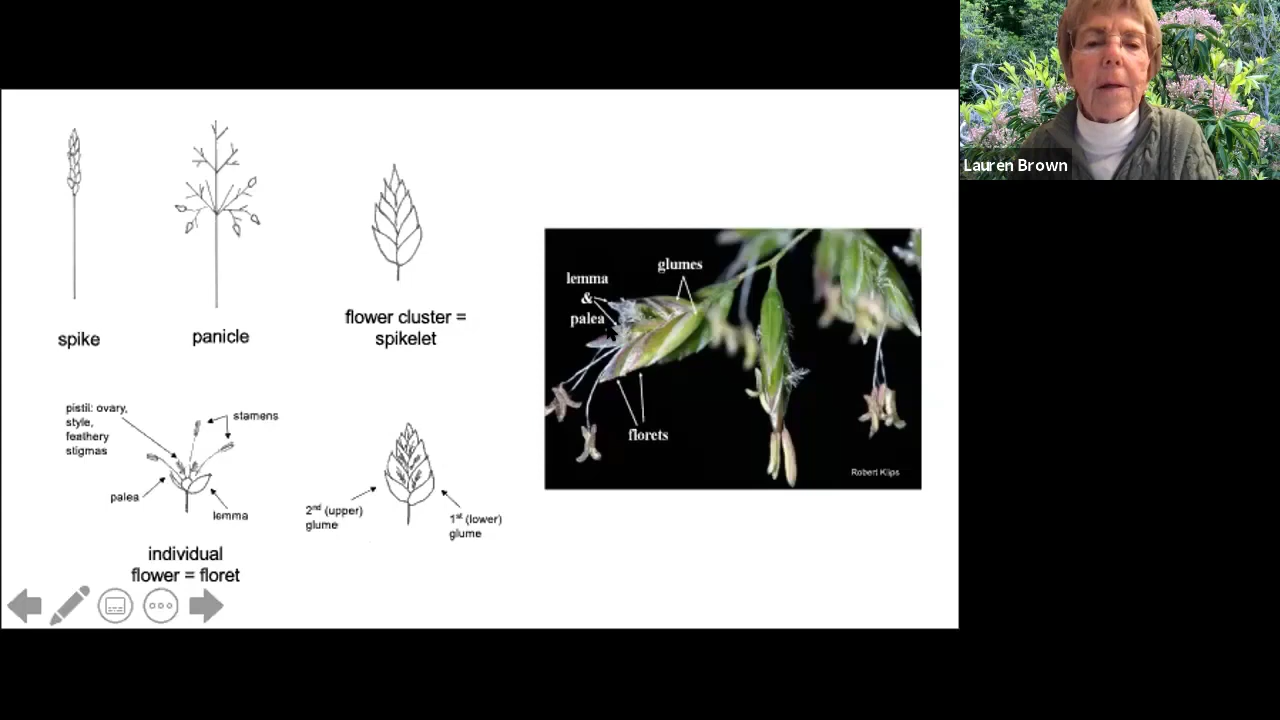 Lauren Brown
spike
panicle
flower cluster =
spikelet
pistil: ovary,
style,
feathery
stigmas
stamens
palea
lemma
individual
flower = floret
2nd (upper)
glume
1st (lower)
glume
lemma
&
palea
glumes
florets
Robert Klips